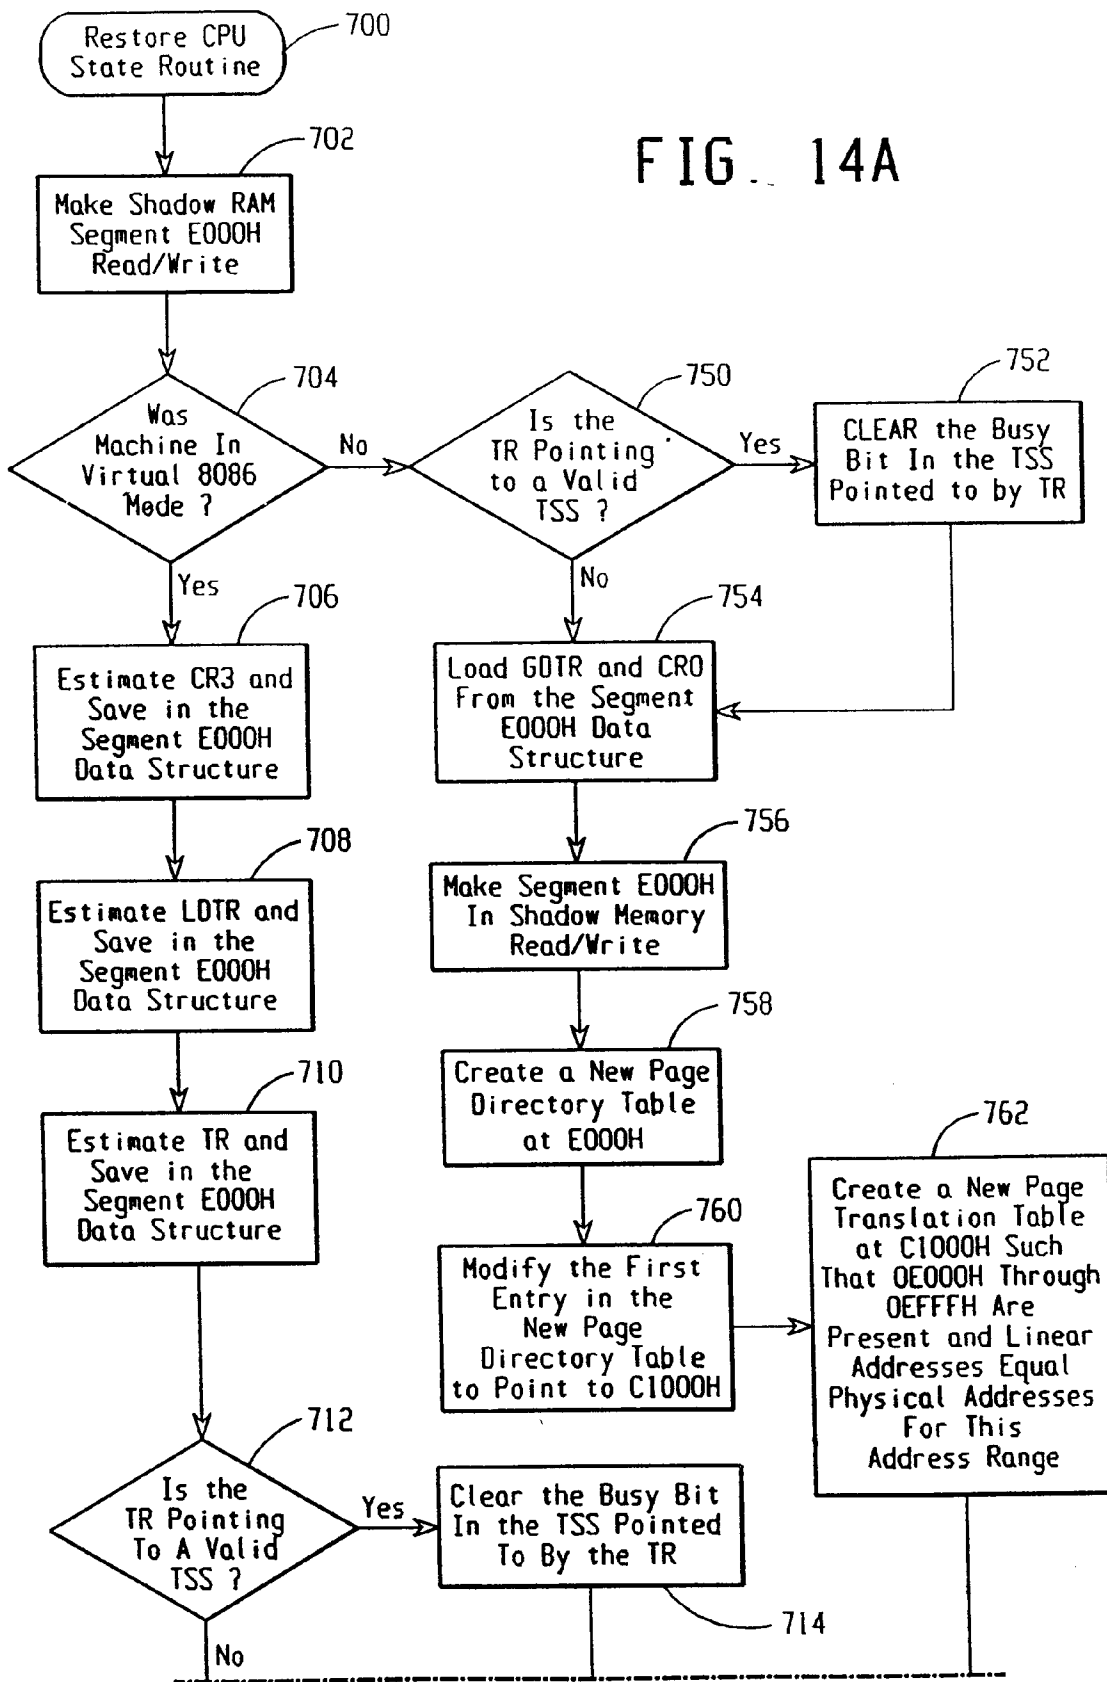 Restore CPU
State Routine
700
FIG. 14A
702
Make Shadow RAM
Segment E000H
Read/Write
704
Was
Machine In
Virtual 8086
Mode ?
No
Yes
750
Is the
TR Pointing
to a Valid
TSS ?
Yes
No
752
CLEAR the Busy
Bit In the TSS
Pointed to by TR
706
Estimate CR3 and
Save in the
Segment E000H
Data Structure
754
Load GDTR and CR0
From the Segment
E000H Data
Structure
708
Estimate LDTR and
Save in the
Segment E000H
Data Structure
756
Make Segment E000H
In Shadow Memory
Read/Write
710
Estimate TR and
Save in the
Segment E000H
Data Structure
758
Create a New Page
Directory Table
at E000H
760
Modify the First
Entry in the
New Page
Directory Table
to Point to C1000H
762
Create a New Page
Translation Table
at C1000H Such
That 0E000H Through
0EFFFH Are
Present and Linear
Addresses Equal
Physical Addresses
For This
Address Range
712
Is the
TR Pointing
To A Valid
TSS ?
Yes
No
Clear the Busy Bit
In the TSS Pointed
To By the TR
714